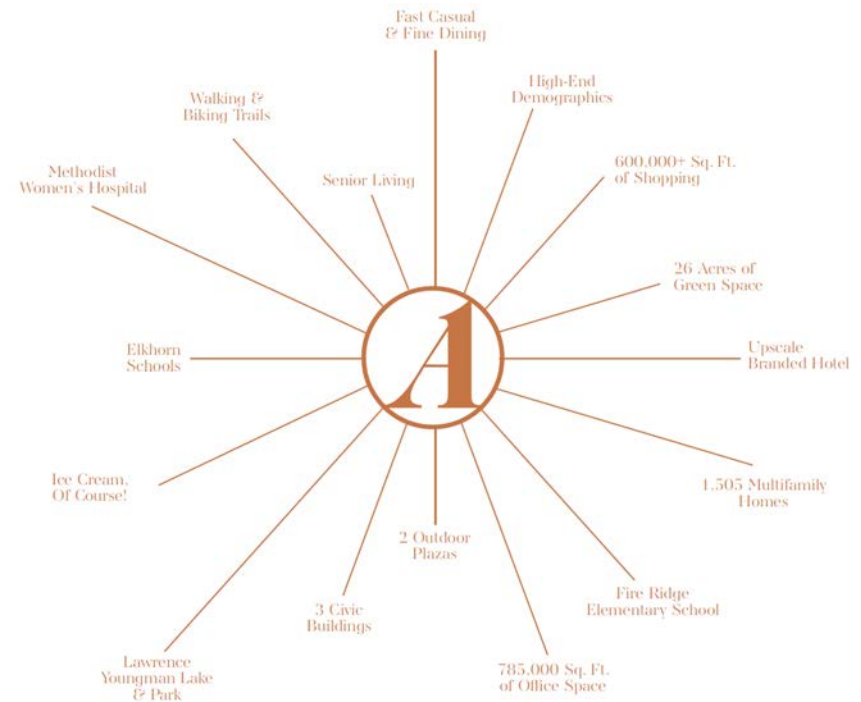 Fast Casual
& Fine Dining
High-End
Demographics
Walking &
Biking Trails
600,000+ Sq. Ft.
of Shopping
Senior Living
Methodist
Women's Hospital
26 Acres of
Green Space
A
Elkhorn
Schools
Upscale
Branded Hotel
Ice Cream,
Of Course!
1,505 Multifamily
Homes
2 Outdoor
Plazas
Fire Ridge
Elementary School
3 Civic
Buildings
Lawrence
Youngman Lake
& Park
785,000 Sq. Ft.
of Office Space